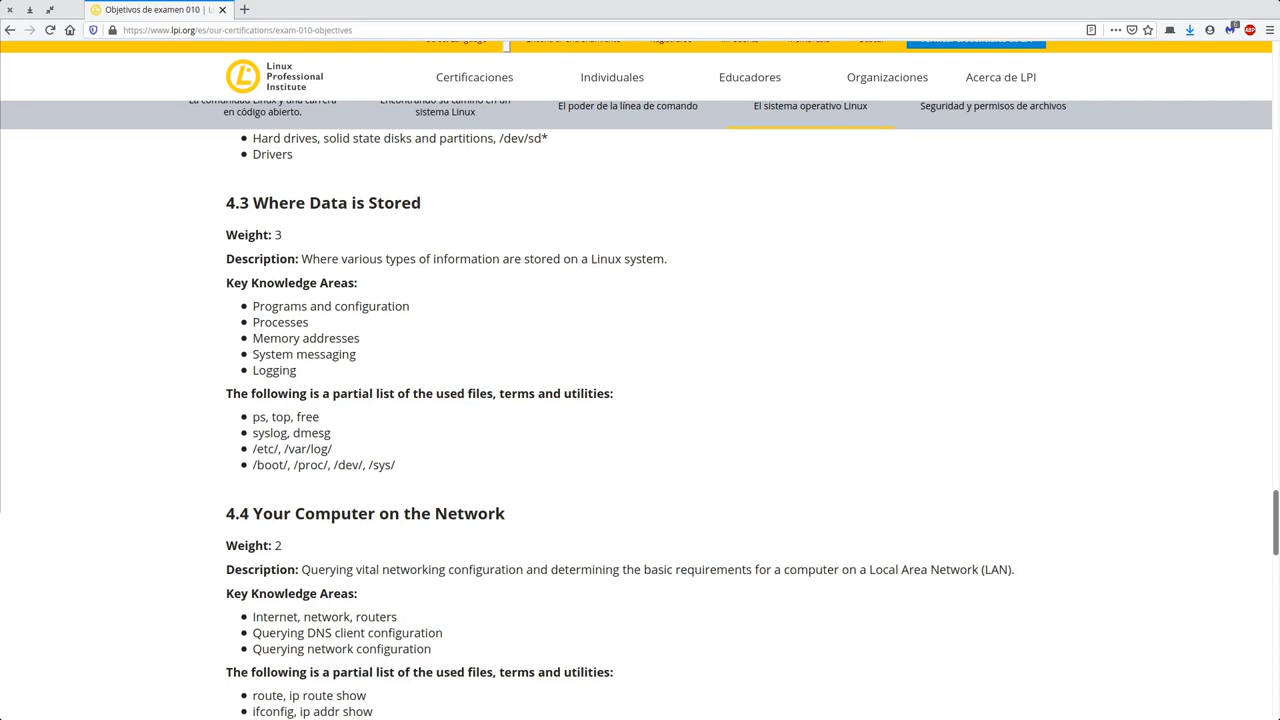 Objetivos de examen 010 | Li
https://www.lpi.org/es/our-certifications/exam-010-objectives
6
ABP
Linux
Professional
Institute
Certificaciones
Individuales
Educadores
Organizaciones
Acerca de LPI
La comunidad Linux y una carrera
en código abierto.
Encontrando su camino en un
sistema Linux
El poder de la línea de comando
El sistema operativo Linux
Seguridad y permisos de archivos
Hard drives, solid state disks and partitions, /dev/sd*
Drivers
4.3 Where Data is Stored
Weight: 3
Description: Where various types of information are stored on a Linux system.
Key Knowledge Areas:
Programs and configuration
Processes
Memory addresses
System messaging
Logging
The following is a partial list of the used files, terms and utilities:
ps, top, free
syslog, dmesg
/etc/, /var/log/
/boot/, /proc/, /dev/, /sys/
4.4 Your Computer on the Network
Weight: 2
Description: Querying vital networking configuration and determining the basic requirements for a computer on a Local Area Network (LAN).
Key Knowledge Areas:
Internet, network, routers
Querying DNS client configuration
Querying network configuration
The following is a partial list of the used files, terms and utilities:
route, ip route show
ifconfig, ip addr show